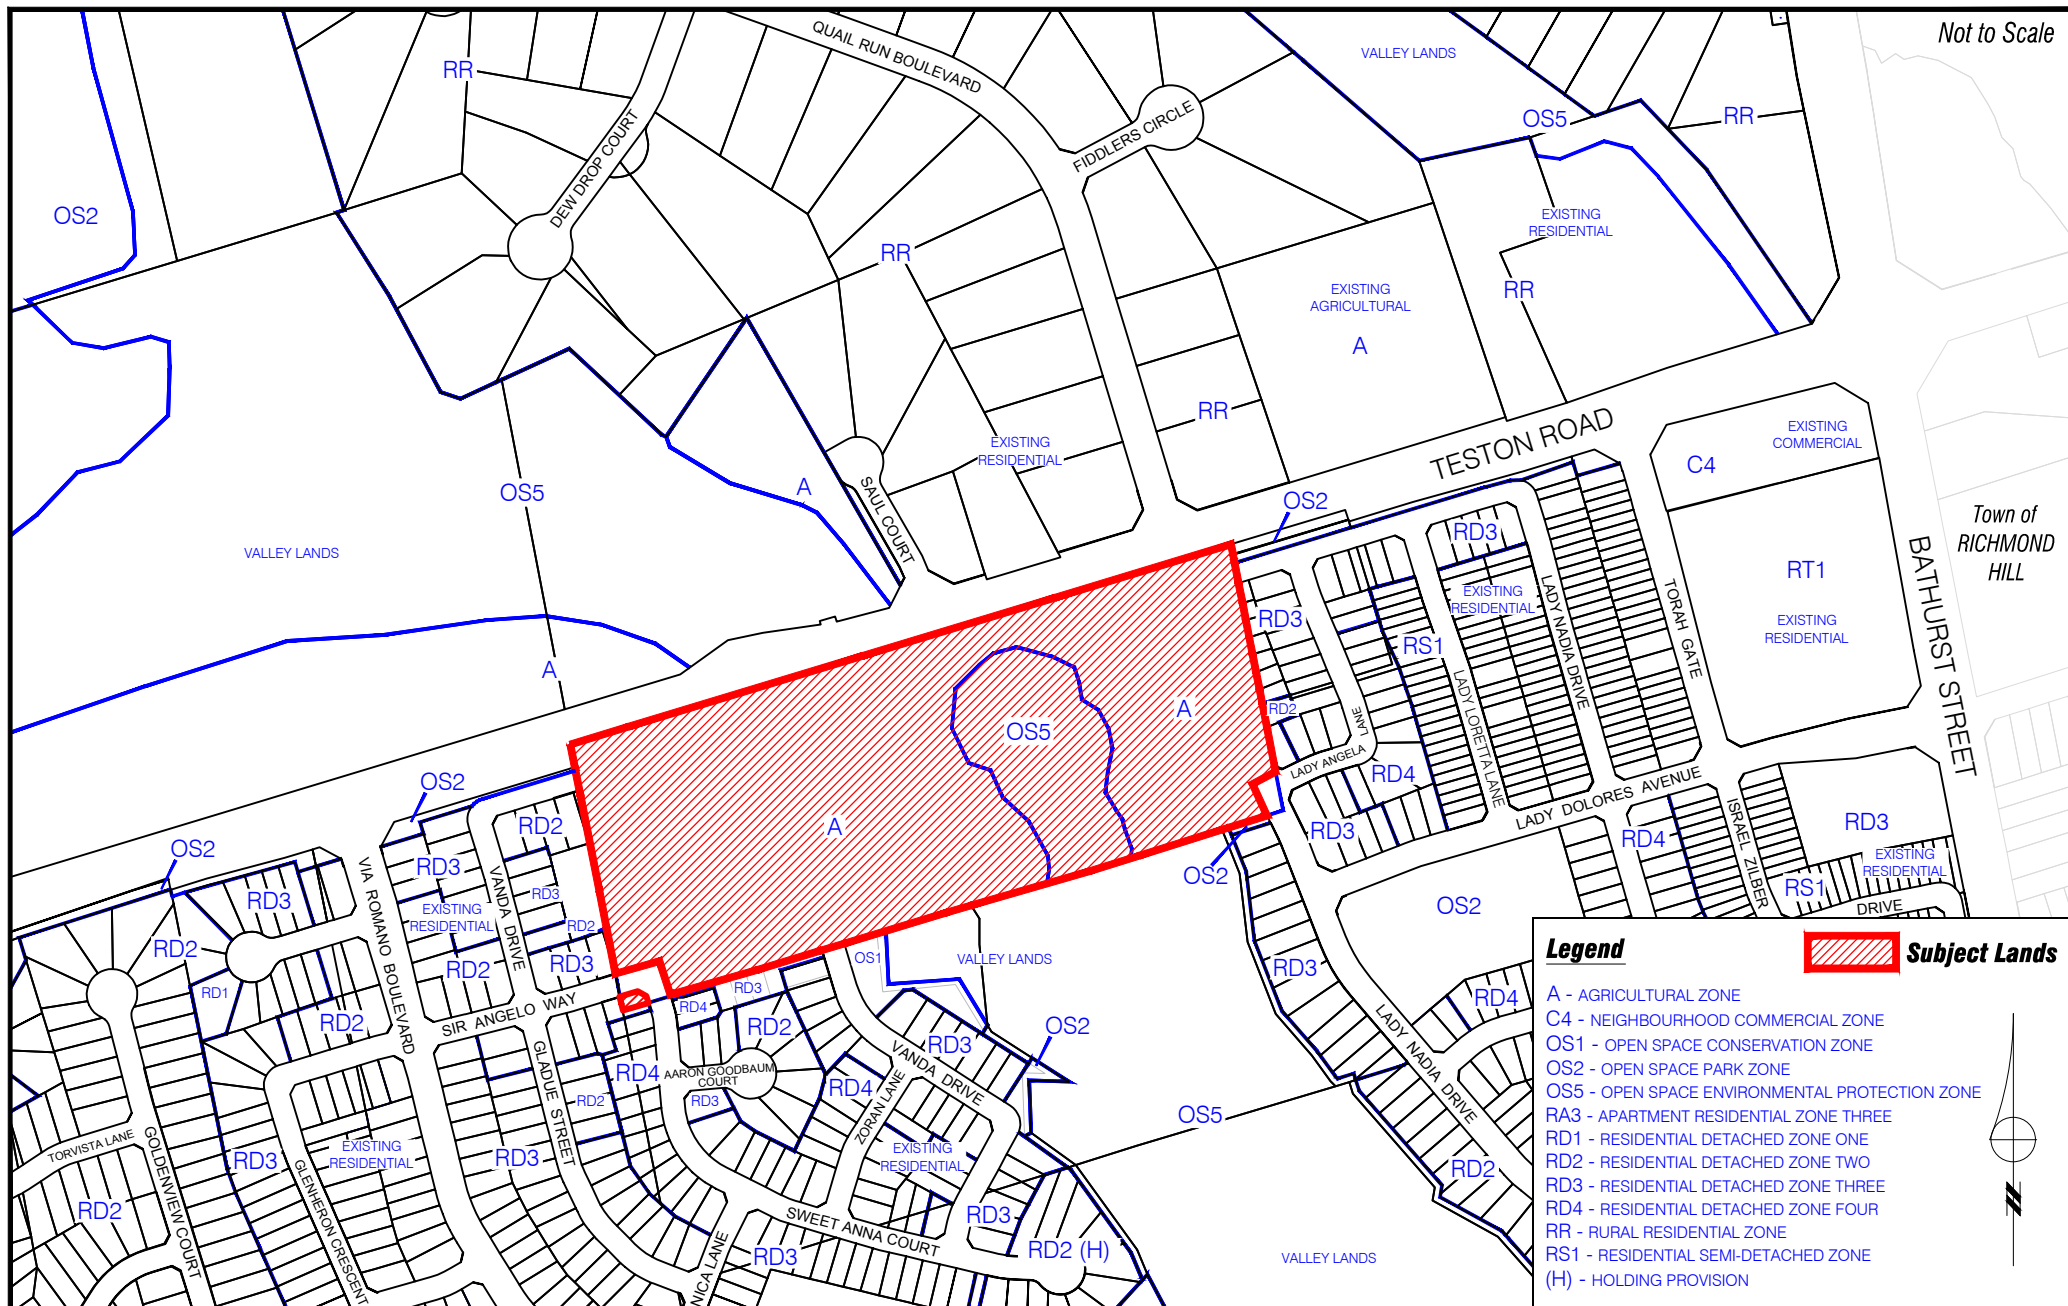 Not to Scale
QUAIL RUN BOULEVARD
VALLEY LANDS
RR
OS5
RR
FIDDLERS CIRCLE
DEW DROP COURT
OS2
EXISTING
RESIDENTIAL
RR
RR
EXISTING
AGRICULTURAL
A
RR
TESTON ROAD
EXISTING
COMMERCIAL
C4
EXISTING
RESIDENTIAL
OS5
A
SAUL COURT
OS2
VALLEY LANDS
RD3
Town of
RICHMOND
HILL
BATHURST STREET
RT1
EXISTING
RESIDENTIAL
EXISTING
RESIDENTIAL
LADY NADIA DRIVE
TORAH GATE
RD3
RS1
LADY LORETTA LANE
A
OS5
A
RD2
LADY ANGELA
LANE
RD4
LADY DOLORES AVENUE
OS2
A
RD2
RD3
RD4
ISRAEL ZILBER
RD3
EXISTING
RESIDENTIAL
RS1
DRIVE
OS2
OS2
RD3
VIA ROMANO BOULEVARD
VANDA DRIVE
RD3
EXISTING
RESIDENTIAL
RD2
RD3
OS2
RD2
RD1
RD2
RD2
RD3
OS1
VALLEY LANDS
RD3
RD4
RD3
RD2
SIR ANGELO WAY
GLADUE STREET
RD4
AARON GOODBAUM
COURT
RD3
RD2
RD4
ZORAN LANE
VANDA DRIVE
RD3
OS2
OS5
LADY NADIA DRIVE
RD4
RD2
TORVISTA LANE
GOLDENVIEW COURT
RD2
RD3
GLENHERON CRESCENT
EXISTING
RESIDENTIAL
RD3
EXISTING
RESIDENTIAL
SWEET ANNA COURT
RD3
RD3
RD2 (H)
NICA LANE
VALLEY LANDS
Legend
Subject Lands
A - AGRICULTURAL ZONE
C4 - NEIGHBOURHOOD COMMERCIAL ZONE
OS1 - OPEN SPACE CONSERVATION ZONE
OS2 - OPEN SPACE PARK ZONE
OS5 - OPEN SPACE ENVIRONMENTAL PROTECTION ZONE
RA3 - APARTMENT RESIDENTIAL ZONE THREE
RD1 - RESIDENTIAL DETACHED ZONE ONE
RD2 - RESIDENTIAL DETACHED ZONE TWO
RD3 - RESIDENTIAL DETACHED ZONE THREE
RD4 - RESIDENTIAL DETACHED ZONE FOUR
RR - RURAL RESIDENTIAL ZONE
RS1 - RESIDENTIAL SEMI-DETACHED ZONE
(H) - HOLDING PROVISION